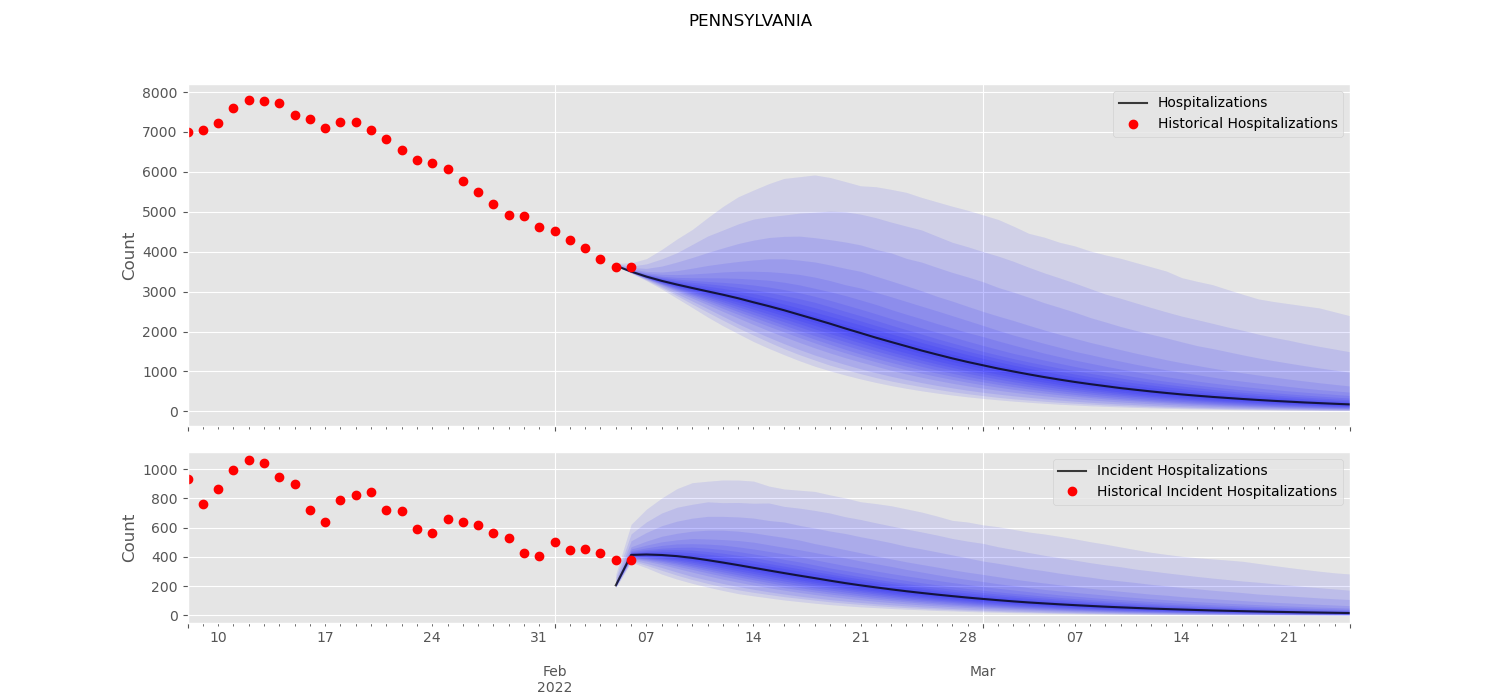 PENNSYLVANIA
8000
7000
6000
5000
4000
3000
2000
1000
0
Count
Hospitalizations
Historical Hospitalizations
1000
800
600
400
200
0
Count
Incident Hospitalizations
Historical Incident Hospitalizations
10 17 24 31 07 14 21 28 07 14 21
Feb Mar
2022